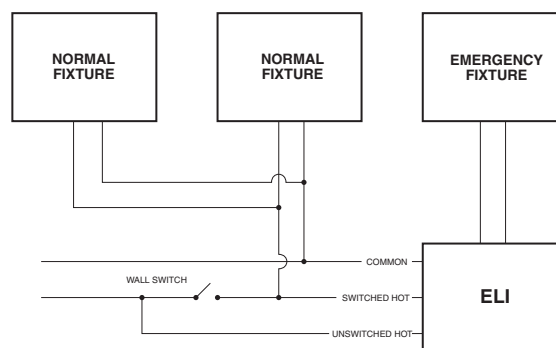 NORMAL
FIXTURE
NORMAL
FIXTURE
EMERGENCY
FIXTURE
COMMON
WALL SWITCH
SWITCHED HOT
ELI
UNSWITCHED HOT